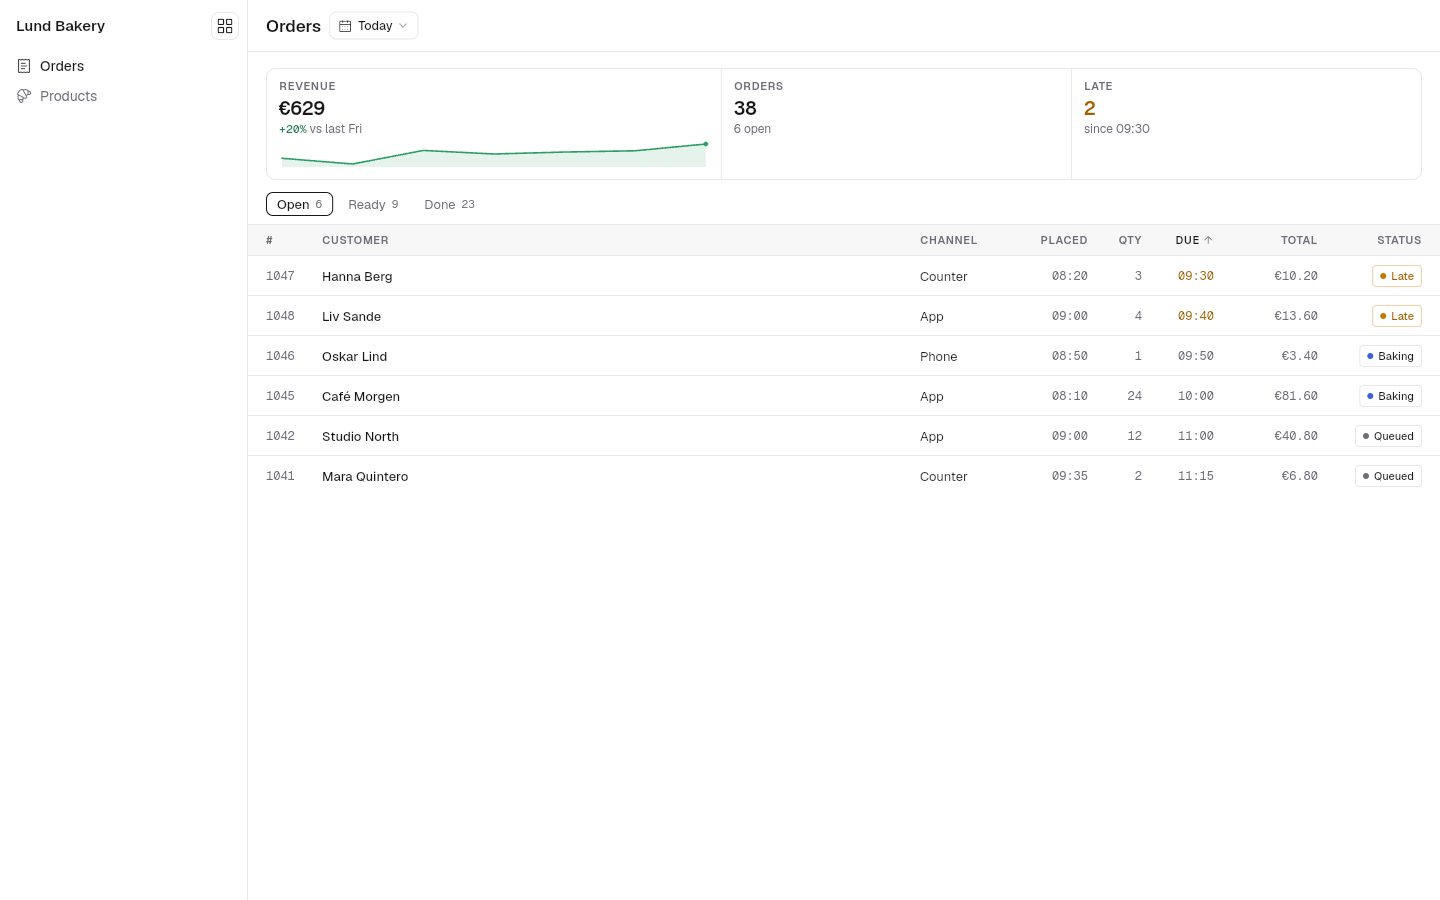 Lund Bakery
Orders
Products
Orders
Today
REVENUE
€629
+20% vs last Fri
ORDERS
38
6 open
LATE
2
since 09:30
Open 6 Ready 9 Done 23
# CUSTOMER CHANNEL PLACED QTY DUE ↑ TOTAL STATUS
1047 Hanna Berg Counter 08:20 3 09:30 €10.20 Late
1048 Liv Sande App 09:00 4 09:40 €13.60 Late
1046 Oskar Lind Phone 08:50 1 09:50 €3.40 Baking
1045 Café Morgen App 08:10 24 10:00 €81.60 Baking
1042 Studio North App 09:00 12 11:00 €40.80 Queued
1041 Mara Quintero Counter 09:35 2 11:15 €6.80 Queued